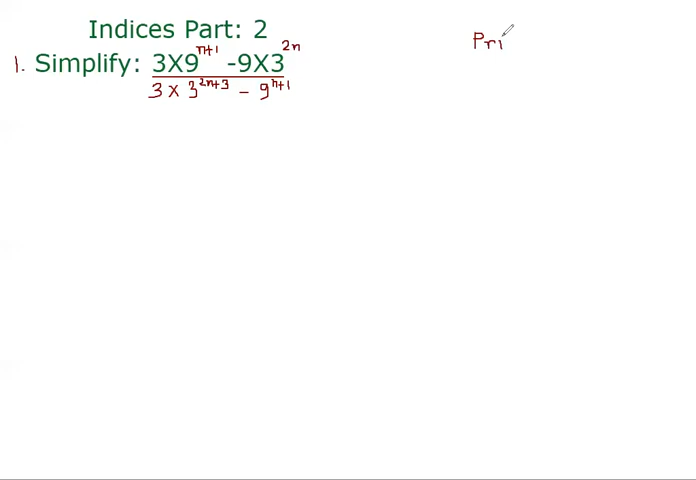 Indices Part: 2
Pri
1. Simplify: 3X9^{n+1} -9X3^{2n}
3 x 3^{2n+3} - 9^{n+1}